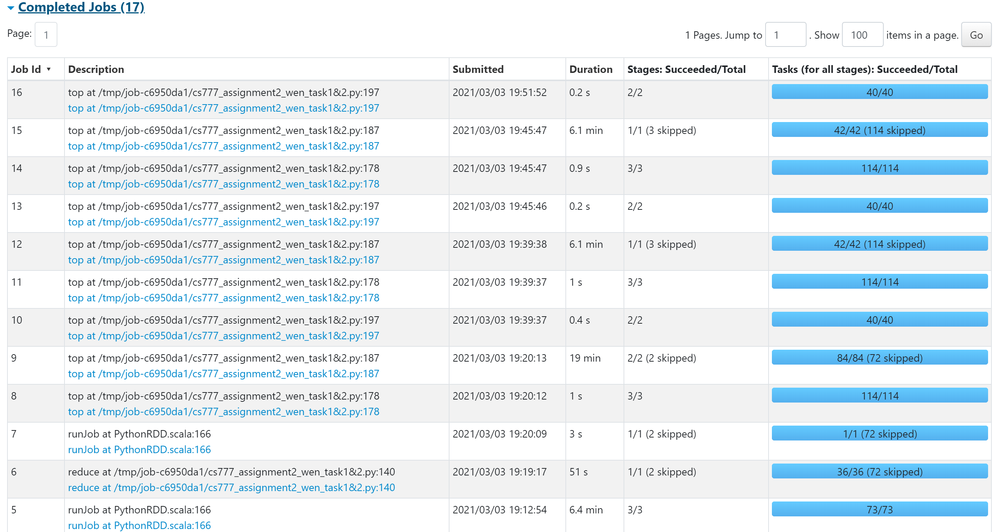 Completed Jobs (17)
Page: 1 1 Pages. Jump to 1 . Show 100 items in a page. Go
Job Id ▾ Description Submitted Duration Stages: Succeeded/Total Tasks (for all stages): Succeeded/Total
16 top at /tmp/job-c6950da1/cs777_assignment2_wen_task1&2.py:197 2021/03/03 19:51:52 0.2 s 2/2 40/40
top at /tmp/job-c6950da1/cs777_assignment2_wen_task1&2.py:197
15 top at /tmp/job-c6950da1/cs777_assignment2_wen_task1&2.py:187 2021/03/03 19:45:47 6.1 min 1/1 (3 skipped) 42/42 (114 skipped)
top at /tmp/job-c6950da1/cs777_assignment2_wen_task1&2.py:187
14 top at /tmp/job-c6950da1/cs777_assignment2_wen_task1&2.py:178 2021/03/03 19:45:47 0.9 s 3/3 114/114
top at /tmp/job-c6950da1/cs777_assignment2_wen_task1&2.py:178
13 top at /tmp/job-c6950da1/cs777_assignment2_wen_task1&2.py:197 2021/03/03 19:45:46 0.2 s 2/2 40/40
top at /tmp/job-c6950da1/cs777_assignment2_wen_task1&2.py:197
12 top at /tmp/job-c6950da1/cs777_assignment2_wen_task1&2.py:187 2021/03/03 19:39:38 6.1 min 1/1 (3 skipped) 42/42 (114 skipped)
top at /tmp/job-c6950da1/cs777_assignment2_wen_task1&2.py:187
11 top at /tmp/job-c6950da1/cs777_assignment2_wen_task1&2.py:178 2021/03/03 19:39:37 1 s 3/3 114/114
top at /tmp/job-c6950da1/cs777_assignment2_wen_task1&2.py:178
10 top at /tmp/job-c6950da1/cs777_assignment2_wen_task1&2.py:197 2021/03/03 19:39:37 0.4 s 2/2 40/40
top at /tmp/job-c6950da1/cs777_assignment2_wen_task1&2.py:197
9 top at /tmp/job-c6950da1/cs777_assignment2_wen_task1&2.py:187 2021/03/03 19:20:13 19 min 2/2 (2 skipped) 84/84 (72 skipped)
top at /tmp/job-c6950da1/cs777_assignment2_wen_task1&2.py:187
8 top at /tmp/job-c6950da1/cs777_assignment2_wen_task1&2.py:178 2021/03/03 19:20:12 1 s 3/3 114/114
top at /tmp/job-c6950da1/cs777_assignment2_wen_task1&2.py:178
7 runJob at PythonRDD.scala:166 2021/03/03 19:20:09 3 s 1/1 (2 skipped) 1/1 (72 skipped)
runJob at PythonRDD.scala:166
6 reduce at /tmp/job-c6950da1/cs777_assignment2_wen_task1&2.py:140 2021/03/03 19:19:17 51 s 1/1 (2 skipped) 36/36 (72 skipped)
reduce at /tmp/job-c6950da1/cs777_assignment2_wen_task1&2.py:140
5 runJob at PythonRDD.scala:166 2021/03/03 19:12:54 6.4 min 3/3 73/73
runJob at PythonRDD.scala:166